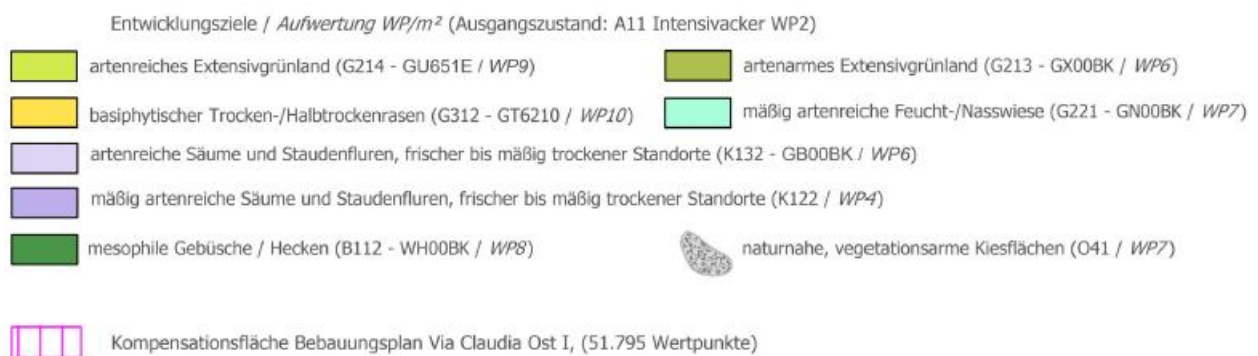 Entwicklungsziele / Aufwertung WP/m² (Ausgangszustand: A11 Intensivacker WP2)
artenreiches Extensivgrünland (G214 - GU651E / WP9)
artenarmes Extensivgrünland (G213 - GX00BK / WP6)
basiphytischer Trocken-/Halbtrockenrasen (G312 - GT6210 / WP10)
mäßig artenreiche Feucht-/Nasswiese (G221 - GN00BK / WP7)
artenreiche Säume und Staudenfluren, frischer bis mäßig trockener Standorte (K132 - GB00BK / WP6)
mäßig artenreiche Säume und Staudenfluren, frischer bis mäßig trockener Standorte (K122 / WP4)
mesophile Gebüsche / Hecken (B112 - WH00BK / WP8)
naturnahe, vegetationsarme Kiesflächen (O41 / WP7)
Kompensationsfläche Bebauungsplan Via Claudia Ost I, (51.795 Wertpunkte)